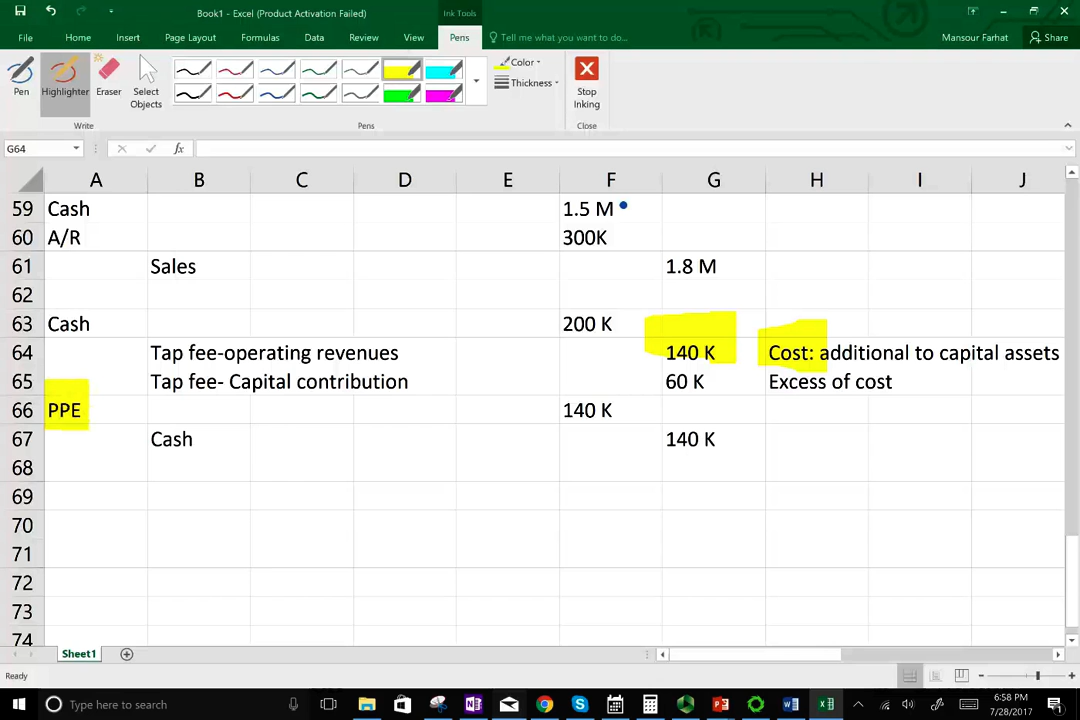 Book1 - Excel (Product Activation Failed)
Ink Tools
File Home Insert Page Layout Formulas Data Review View Pens Tell me what you want to do... Mansour Farhat Share
Pen Highlighter Eraser Select Objects
Color
Thickness
Stop Inking
Write Pens Close
G64 fx
A B C D E F G H I J
59 Cash 1.5 M
60 A/R 300K
61 Sales 1.8 M
62
63 Cash 200 K
64 Tap fee-operating revenues 140 K Cost: additional to capital assets
65 Tap fee- Capital contribution 60 K Excess of cost
66 PPE 140 K
67 Cash 140 K
68
69
70
71
72
73
74
Sheet1
Ready
Type here to search
6:58 PM
7/28/2017